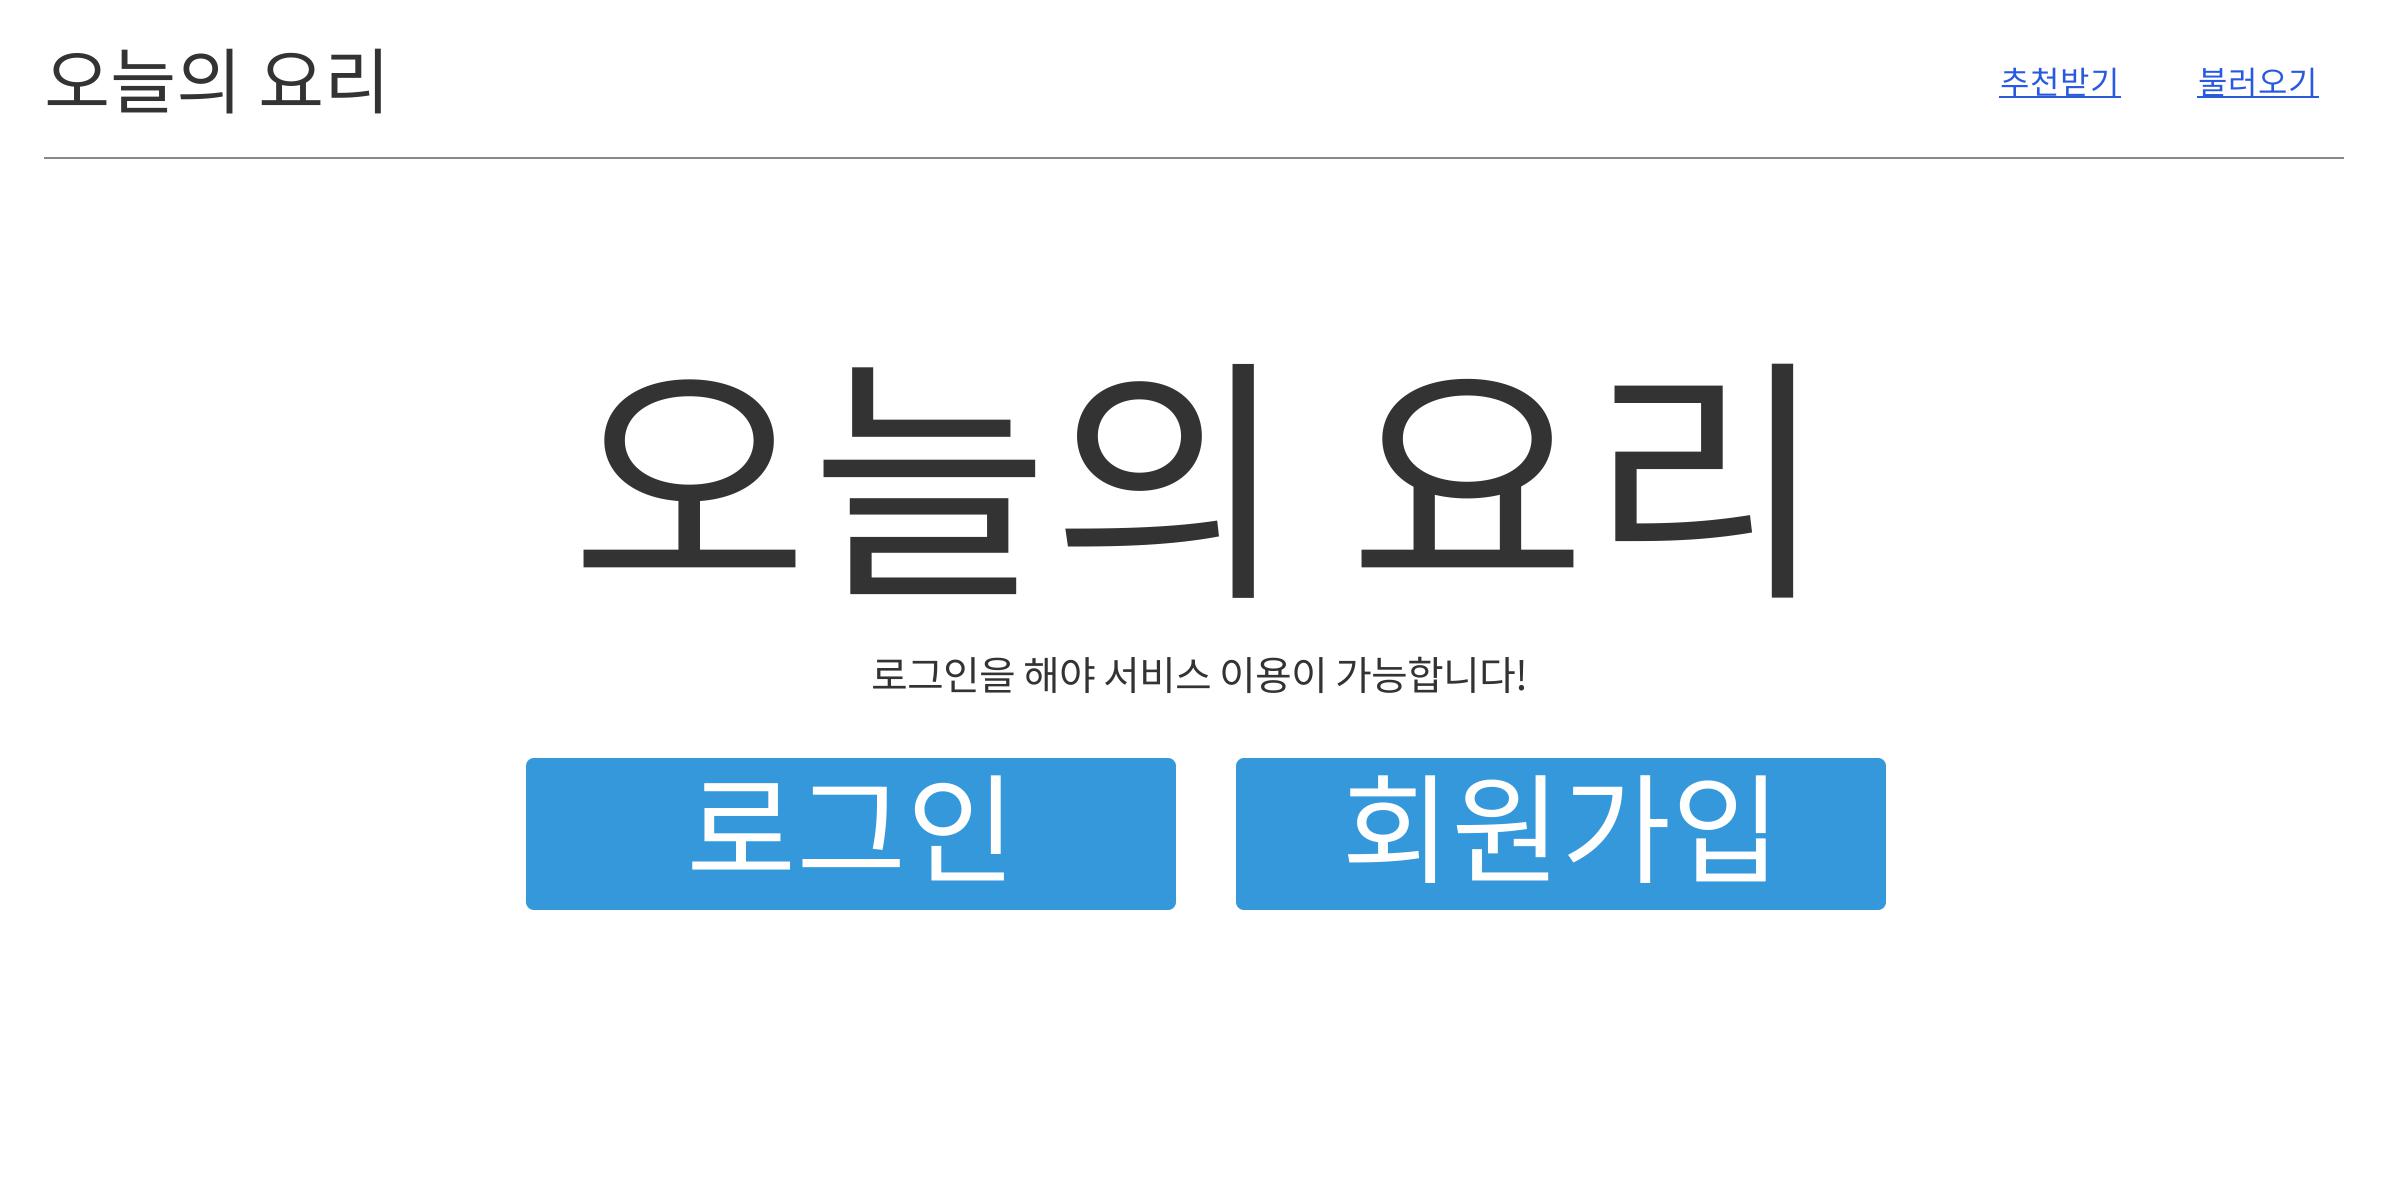 오늘의 요리
추천받기 불러오기
오늘의 요리
로그인을 해야 서비스 이용이 가능합니다!
로그인 회원가입